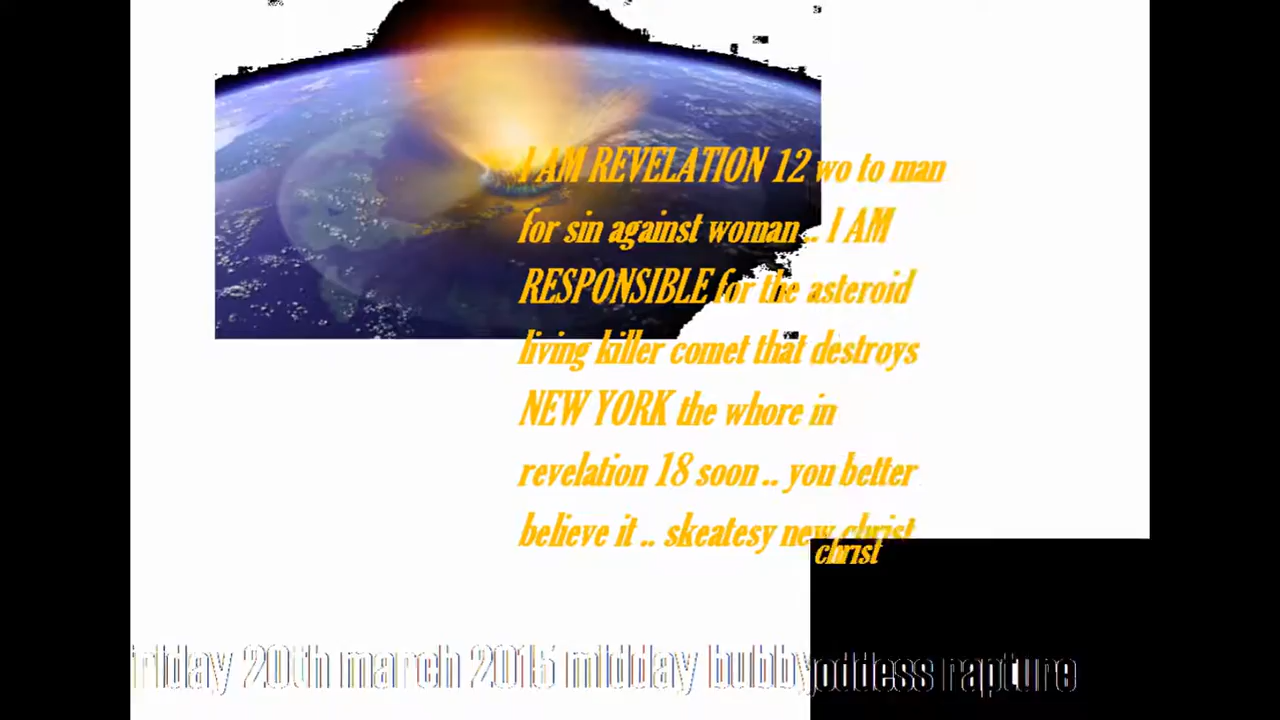 I AM REVELATION 12 wo to man
for sin against woman .. I AM
RESPONSIBLE for the asteroid
living killer comet that destroys
NEW YORK the whore in
revelation 18 soon .. you better
believe it .. skeatesy new christ
christ
friday 20th march 2015 midday bubbyoddess rapture